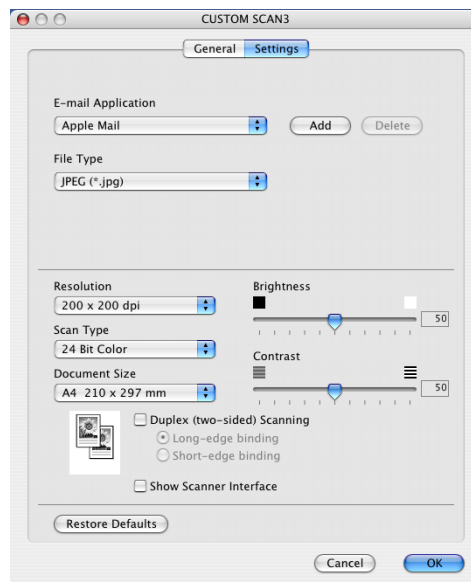 CUSTOM SCAN3
General Settings
E-mail Application
Apple Mail
Add
Delete
File Type
JPEG (*.jpg)
Resolution
200 x 200 dpi
Scan Type
24 Bit Color
Document Size
A4 210 x 297 mm
Brightness
50
Contrast
50
Duplex (two-sided) Scanning
Long-edge binding
Short-edge binding
Show Scanner Interface
Restore Defaults
Cancel
OK